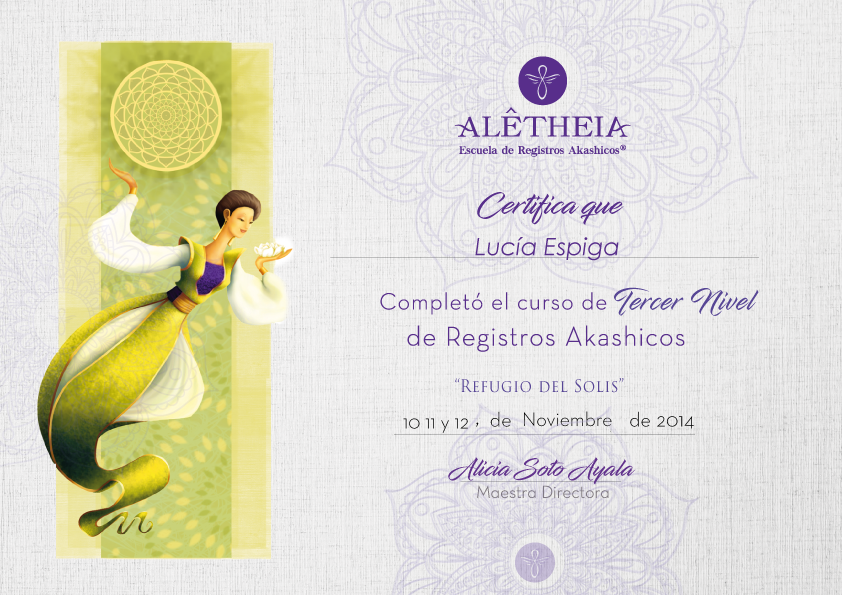 ALÊTHEIA
Escuela de Registros Akashicos®
Certifica que
Lucía Espiga
Completó el curso de Tercer Nivel
de Registros Akashicos
“REFUGIO DEL SOLIS”
10 11 y 12 , de Noviembre de 2014
Alicia Soto Ayala
Maestra Directora